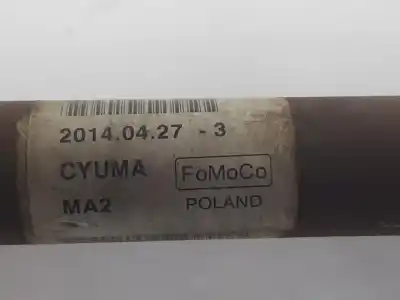 2014.04.27 - 3
CYUMA FoMoCo
MA2 POLAND